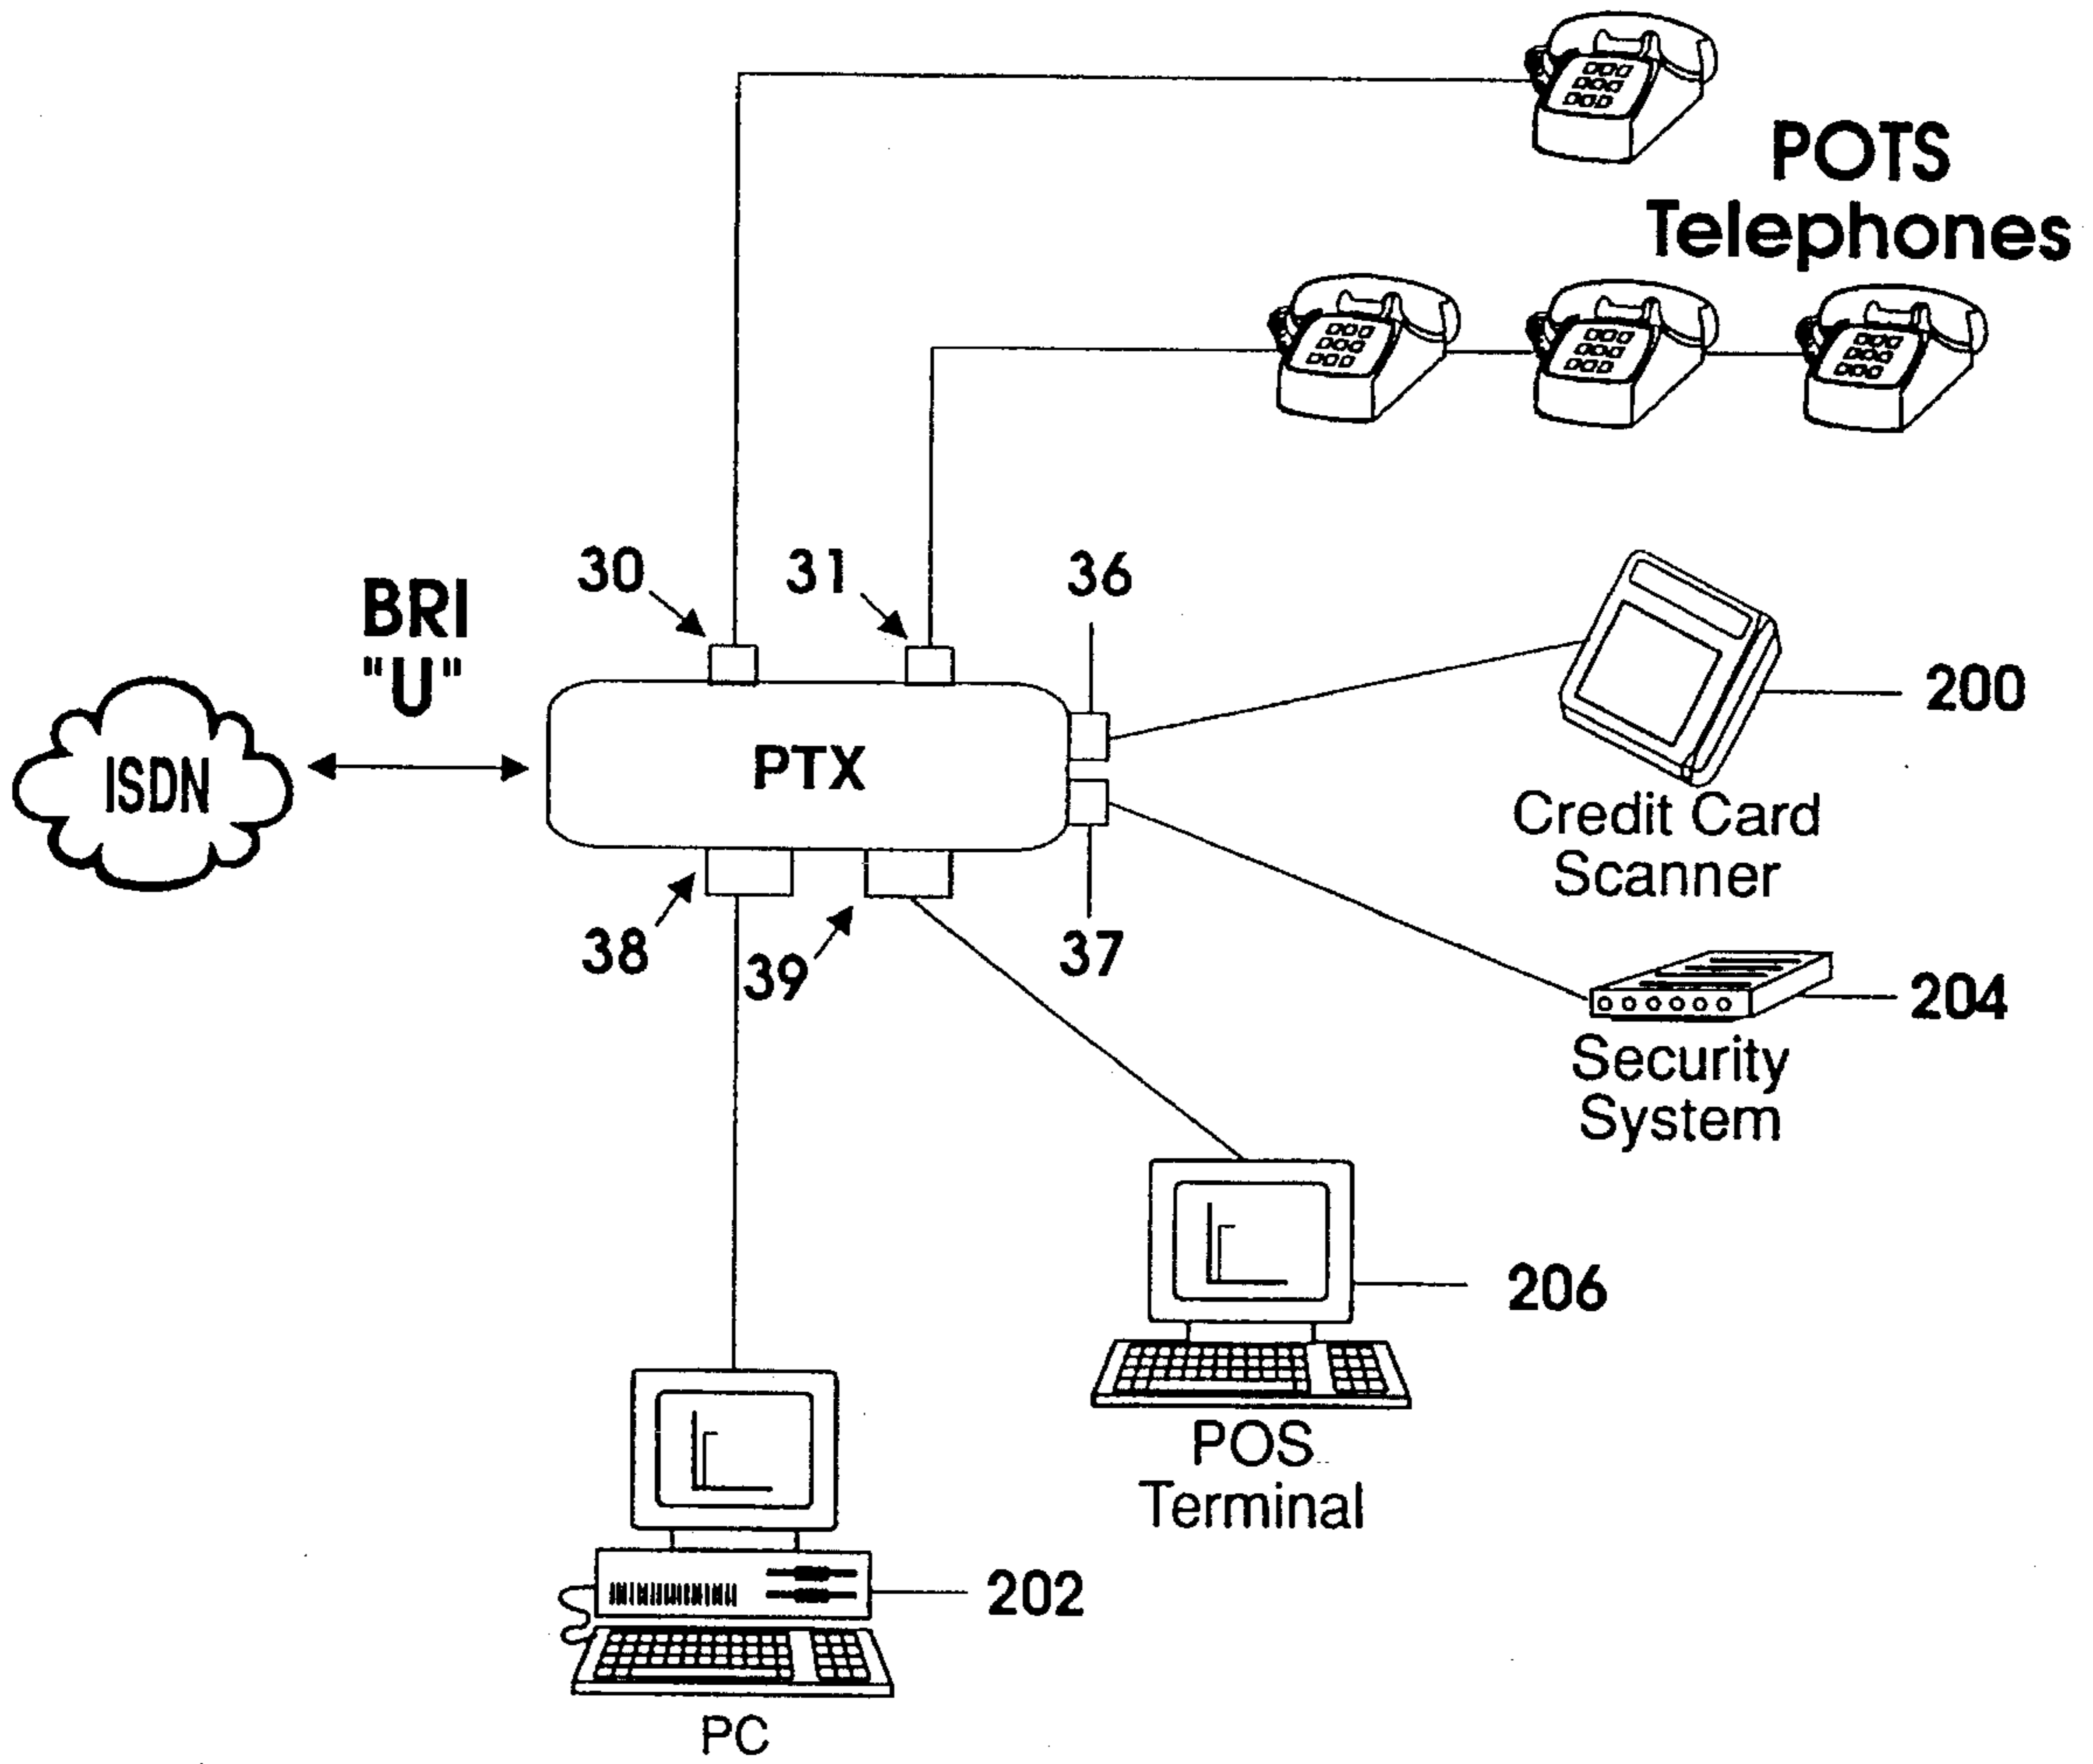 POTS
Telephones
30
31
36
BRI
"U"
200
ISDN
PTX
Credit Card
Scanner
38
39
37
204
Security
System
206
POS
Terminal
202
PC